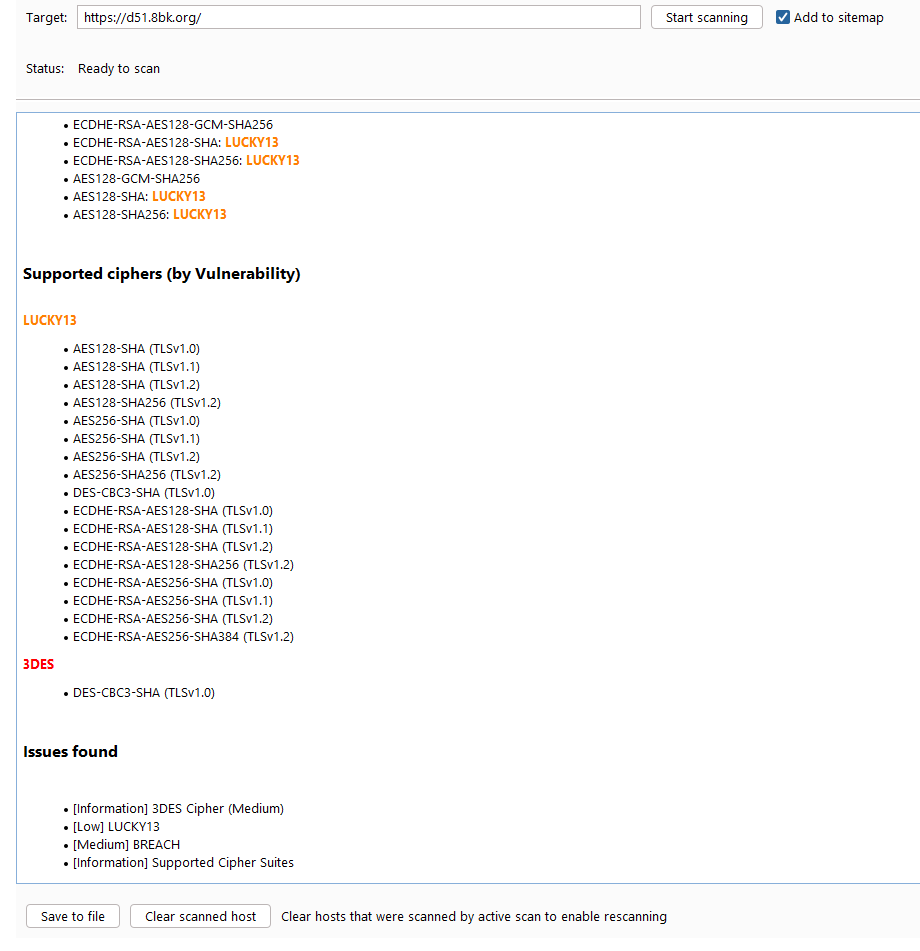 Target: https://d51.8bk.org/ Start scanning Add to sitemap
Status: Ready to scan
• ECDHE-RSA-AES128-GCM-SHA256
• ECDHE-RSA-AES128-SHA: LUCKY13
• ECDHE-RSA-AES128-SHA256: LUCKY13
• AES128-GCM-SHA256
• AES128-SHA: LUCKY13
• AES128-SHA256: LUCKY13
Supported ciphers (by Vulnerability)
LUCKY13
• AES128-SHA (TLSv1.0)
• AES128-SHA (TLSv1.1)
• AES128-SHA (TLSv1.2)
• AES128-SHA256 (TLSv1.2)
• AES256-SHA (TLSv1.0)
• AES256-SHA (TLSv1.1)
• AES256-SHA (TLSv1.2)
• AES256-SHA256 (TLSv1.2)
• DES-CBC3-SHA (TLSv1.0)
• ECDHE-RSA-AES128-SHA (TLSv1.0)
• ECDHE-RSA-AES128-SHA (TLSv1.1)
• ECDHE-RSA-AES128-SHA (TLSv1.2)
• ECDHE-RSA-AES128-SHA256 (TLSv1.2)
• ECDHE-RSA-AES256-SHA (TLSv1.0)
• ECDHE-RSA-AES256-SHA (TLSv1.1)
• ECDHE-RSA-AES256-SHA (TLSv1.2)
• ECDHE-RSA-AES256-SHA384 (TLSv1.2)
3DES
• DES-CBC3-SHA (TLSv1.0)
Issues found
• [Information] 3DES Cipher (Medium)
• [Low] LUCKY13
• [Medium] BREACH
• [Information] Supported Cipher Suites
Save to file Clear scanned host Clear hosts that were scanned by active scan to enable rescanning